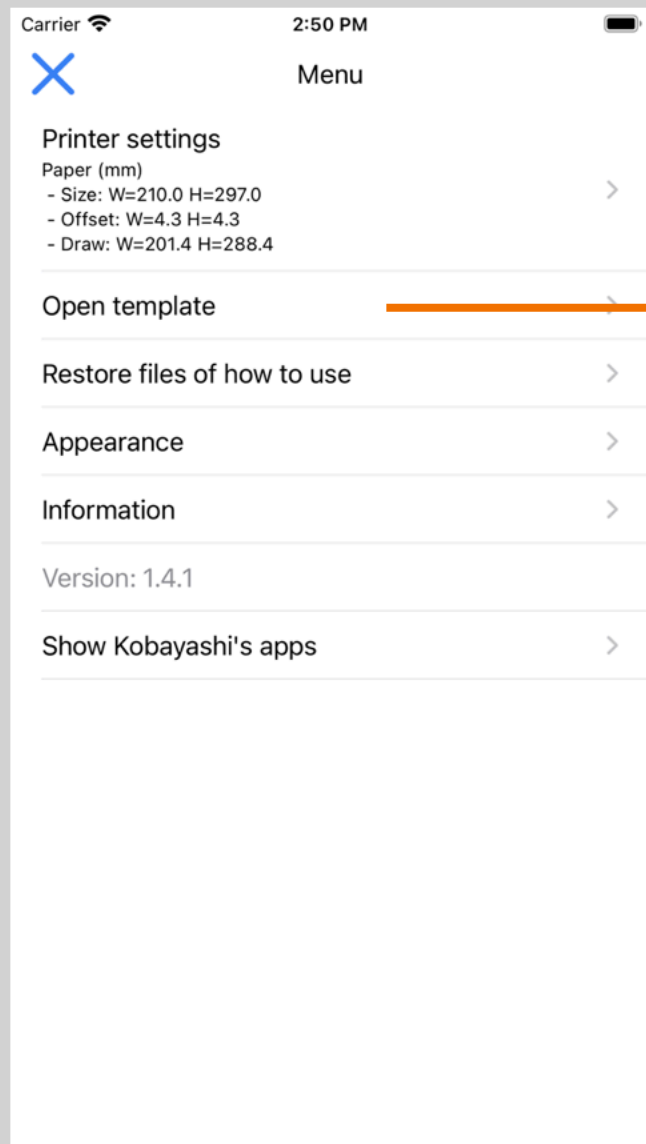 Carrier 2:50 PM
Menu
Printer settings
Paper (mm)
- Size: W=210.0 H=297.0
- Offset: W=4.3 H=4.3
- Draw: W=201.4 H=288.4
Open template
Restore files of how to use
Appearance
Information
Version: 1.4.1
Show Kobayashi's apps